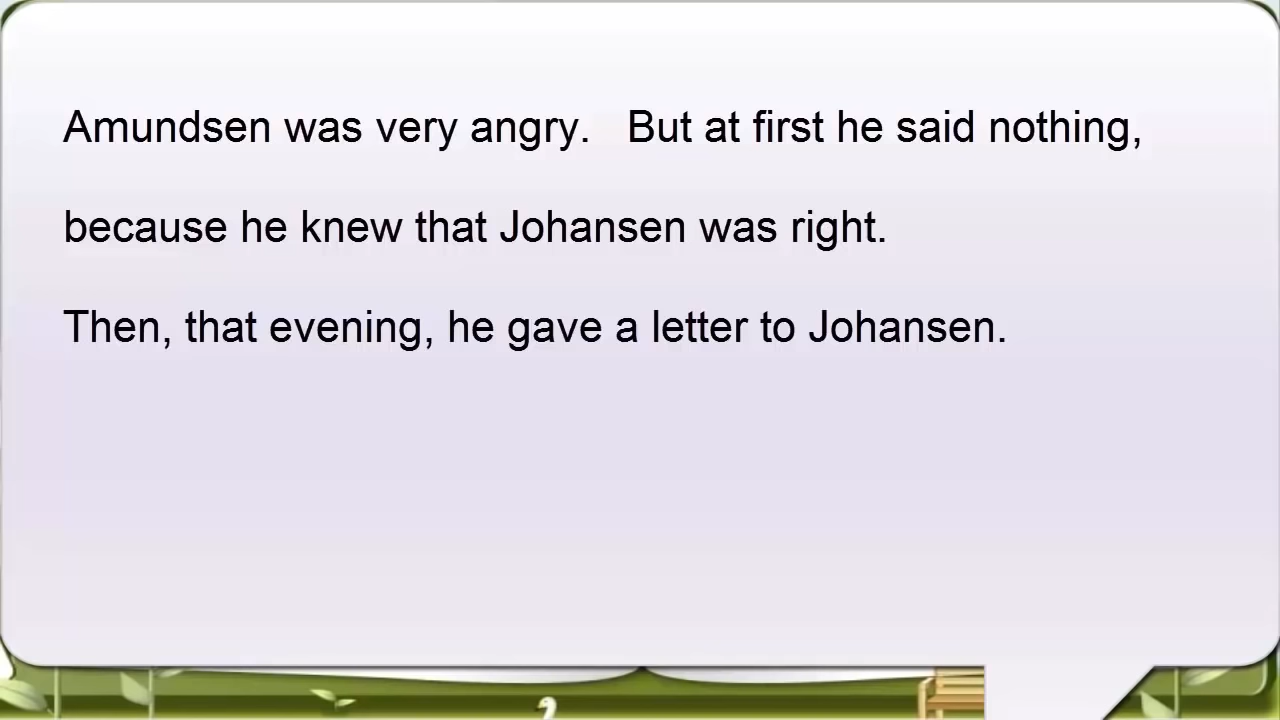 Amundsen was very angry.   But at first he said nothing,
because he knew that Johansen was right.
Then, that evening, he gave a letter to Johansen.